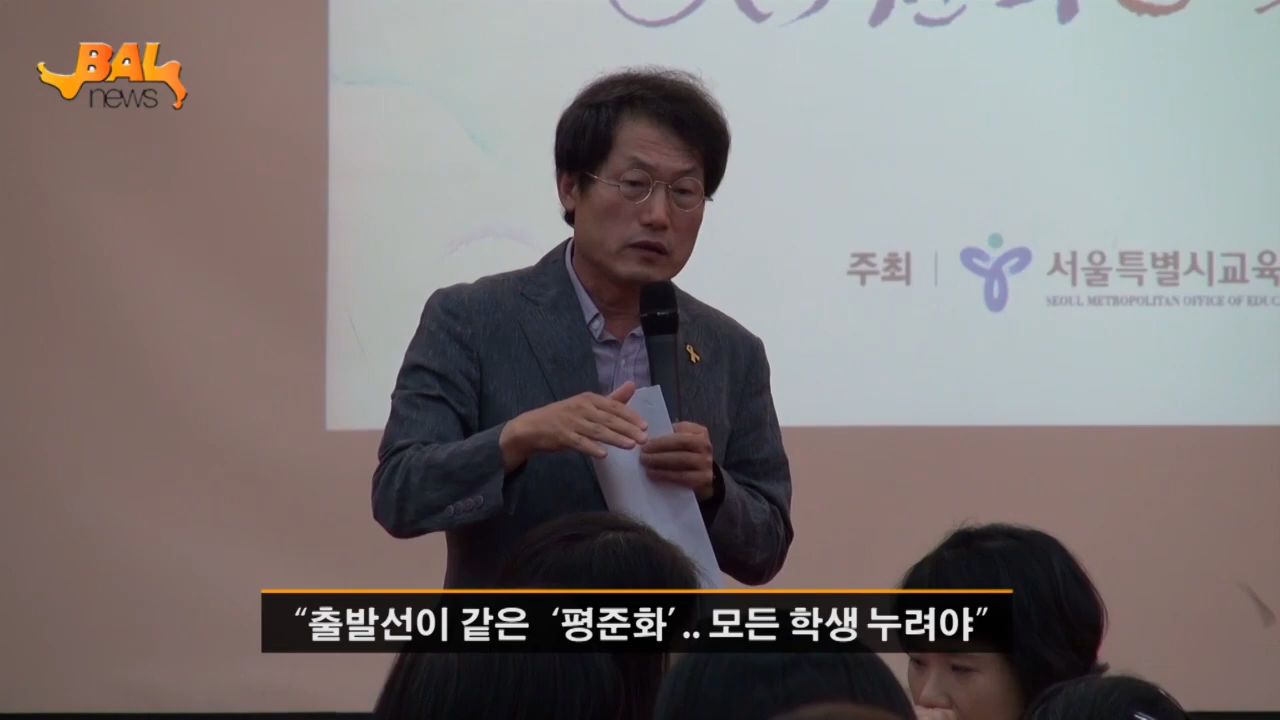 BAL
news
주최
서울특별시교육
SEOUL METROPOLITAN OFFICE OF EDUC
“출발선이 같은 ‘평준화’.. 모든 학생 누려야”